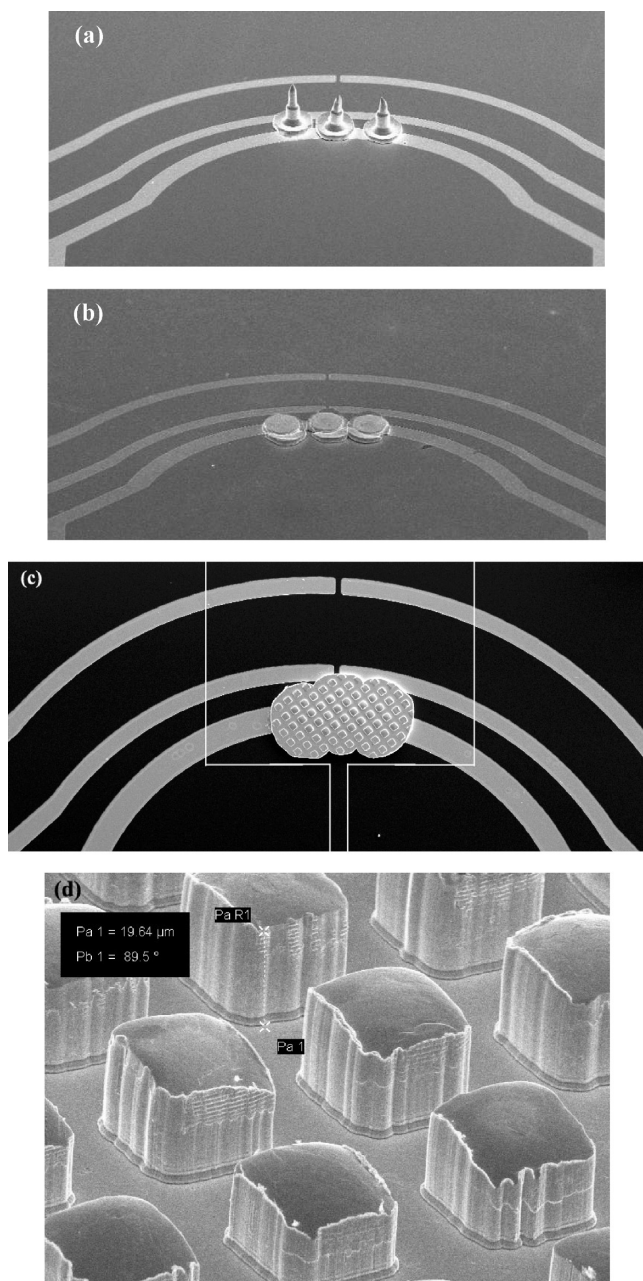 (a)
(b)
(c)
(d)
Pa R1
Pa 1 = 19.64 µm
Pb 1 = 89.5 °
Pa 1